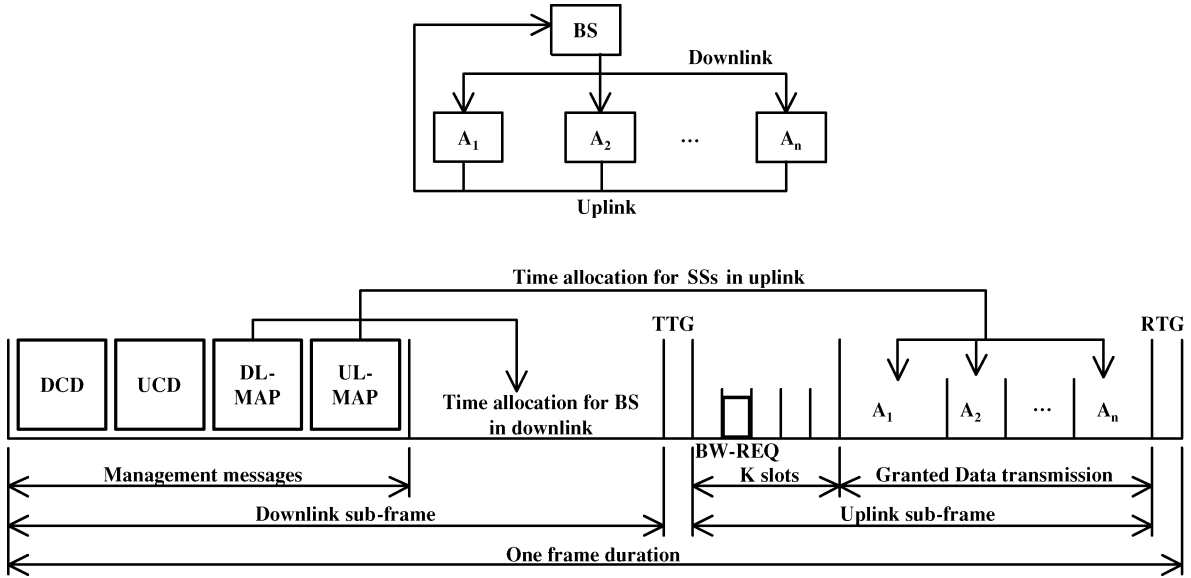 BS
Downlink
A1 A2 ... An
Uplink
Time allocation for SSs in uplink
TTG RTG
DCD UCD DL-MAP UL-MAP
Time allocation for BS
in downlink
A1 A2 ... An
BW-REQ
Management messages K slots Granted Data transmission
Downlink sub-frame Uplink sub-frame
One frame duration